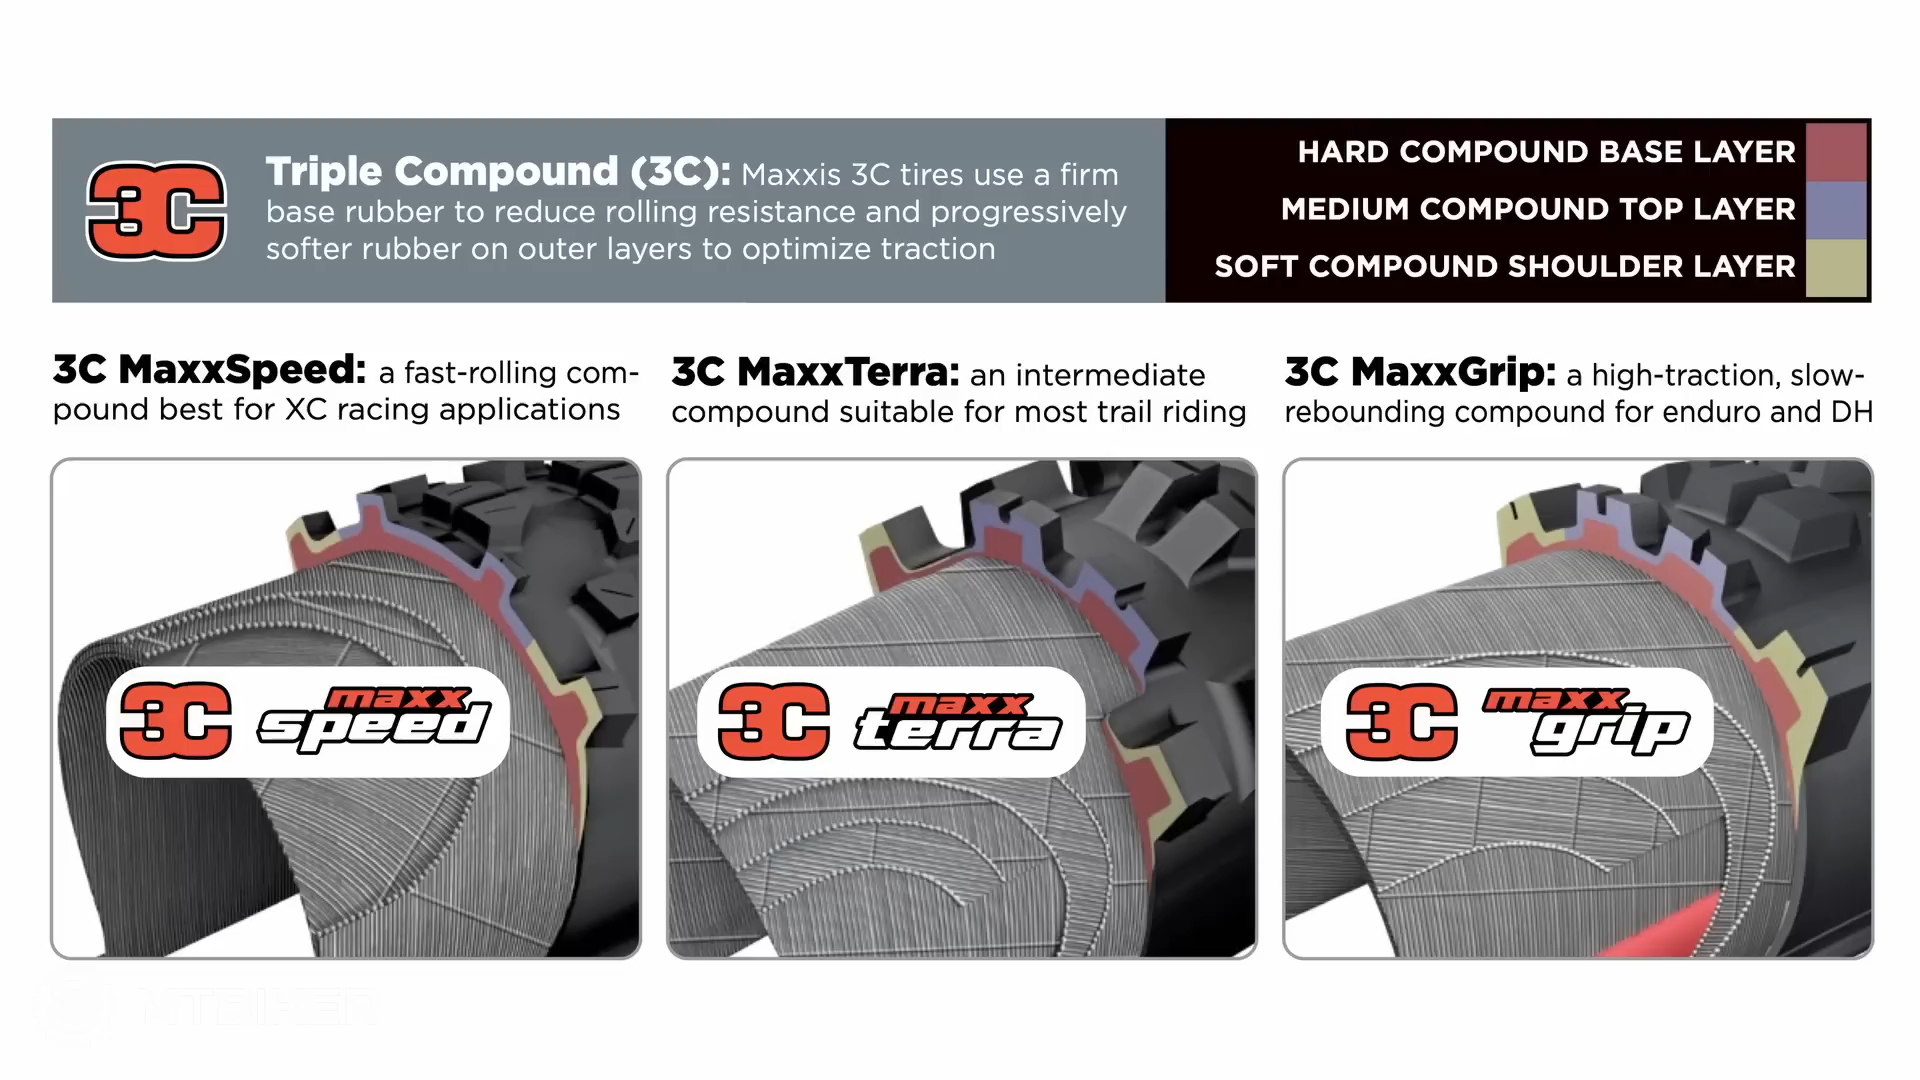 3C
Triple Compound (3C): Maxxis 3C tires use a firm
base rubber to reduce rolling resistance and progressively
softer rubber on outer layers to optimize traction
HARD COMPOUND BASE LAYER
MEDIUM COMPOUND TOP LAYER
SOFT COMPOUND SHOULDER LAYER
3C MaxxSpeed: a fast-rolling com-
pound best for XC racing applications
3C MaxxTerra: an intermediate
compound suitable for most trail riding
3C MaxxGrip: a high-traction, slow-
rebounding compound for enduro and DH
3C maxx
speed
3C maxx
terra
3C maxx
grip